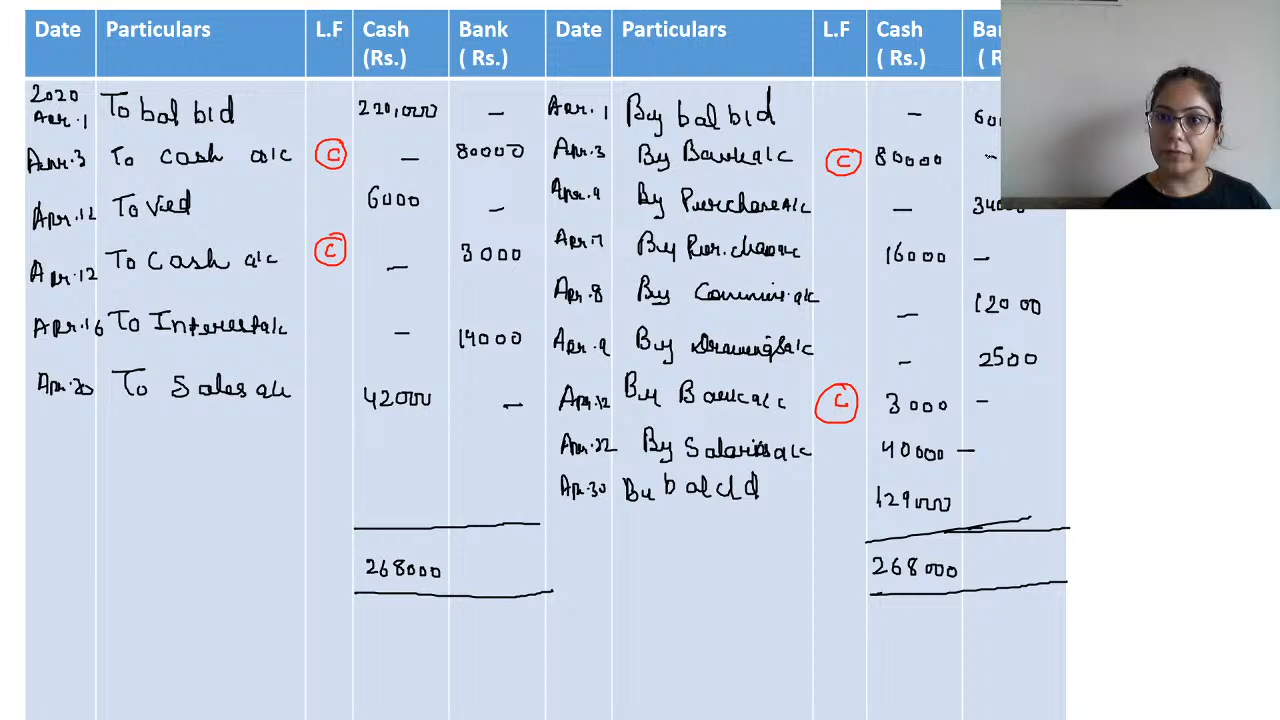 Date Particulars L.F Cash (Rs.) Bank (Rs.) Date Particulars L.F Cash ( Rs.)
2020
Apr. 1 To bal b/d 220,000 – Apr. 1 By bal b/d –
Apr. 3 To cash a/c C – 80000 Apr. 3 By Bank a/c C 80000 –
Apr. 12 To Ved 6000 – Apr. 4 By Purchase A/c – 34000
Apr. 12 To Cash a/c C – 3000 Apr. 7 By Purchase a/c 16000 –
Apr. 8 By Commis. a/c – 12000
Apr. 16 To Interest a/c – 14000 Apr. 9 By Drawings a/c – 2500
Apr. 20 To Sales a/c 42000 – Apr. 12 By Bank a/c C 3000 –
Apr. 22 By Salaries a/c 40000 –
Apr. 30 By bal c/d 129000
268000 268000